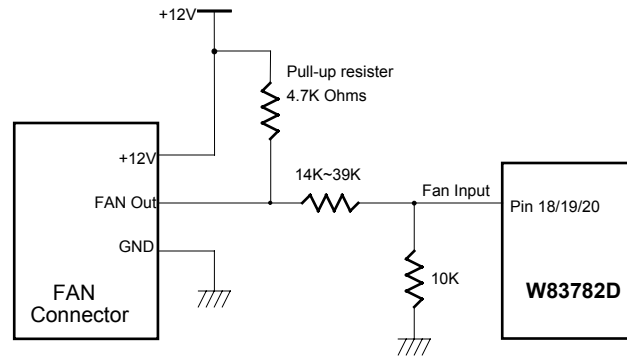 +12V
Pull-up resister
4.7K Ohms
+12V
14K~39K
FAN Out
Fan Input
Pin 18/19/20
GND
10K
W83782D
FAN
Connector